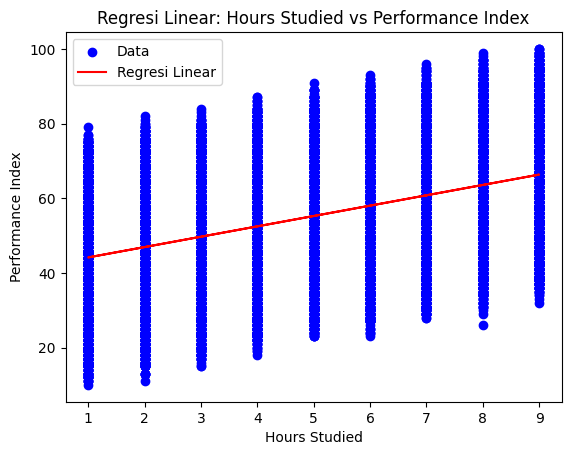 Regresi Linear: Hours Studied vs Performance Index
Data
Regresi Linear
100
80
60
40
20
Performance Index
1 2 3 4 5 6 7 8 9
Hours Studied